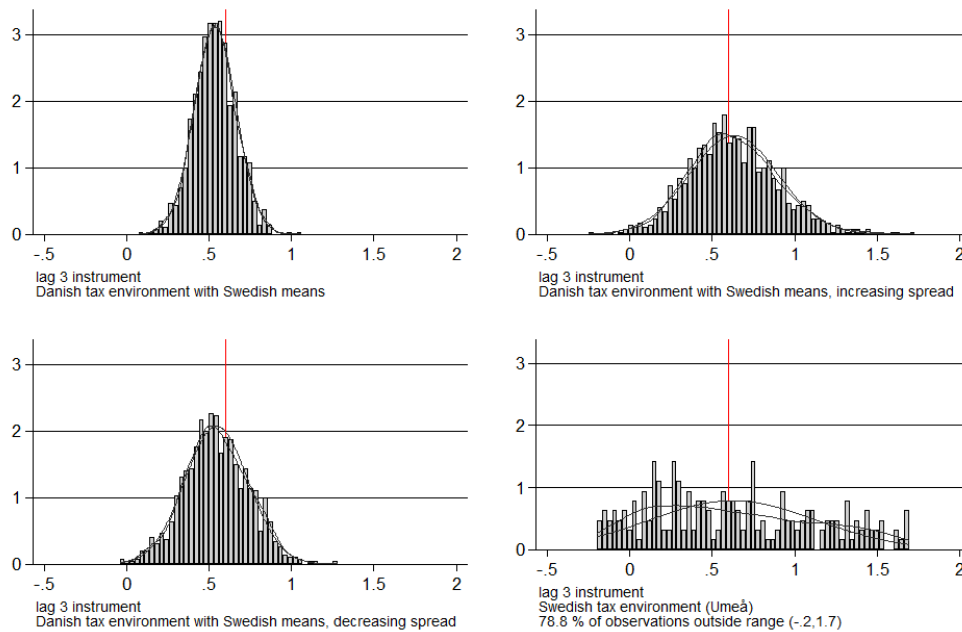 3
2
1
0
-.5 0 .5 1 1.5 2
lag 3 instrument
Danish tax environment with Swedish means
3
2
1
0
-.5 0 .5 1 1.5 2
lag 3 instrument
Danish tax environment with Swedish means, increasing spread
3
2
1
0
-.5 0 .5 1 1.5 2
lag 3 instrument
Danish tax environment with Swedish means, decreasing spread
3
2
1
0
-.5 0 .5 1 1.5 2
lag 3 instrument
Swedish tax environment (Umeå)
78.8 % of observations outside range (-.2,1.7)